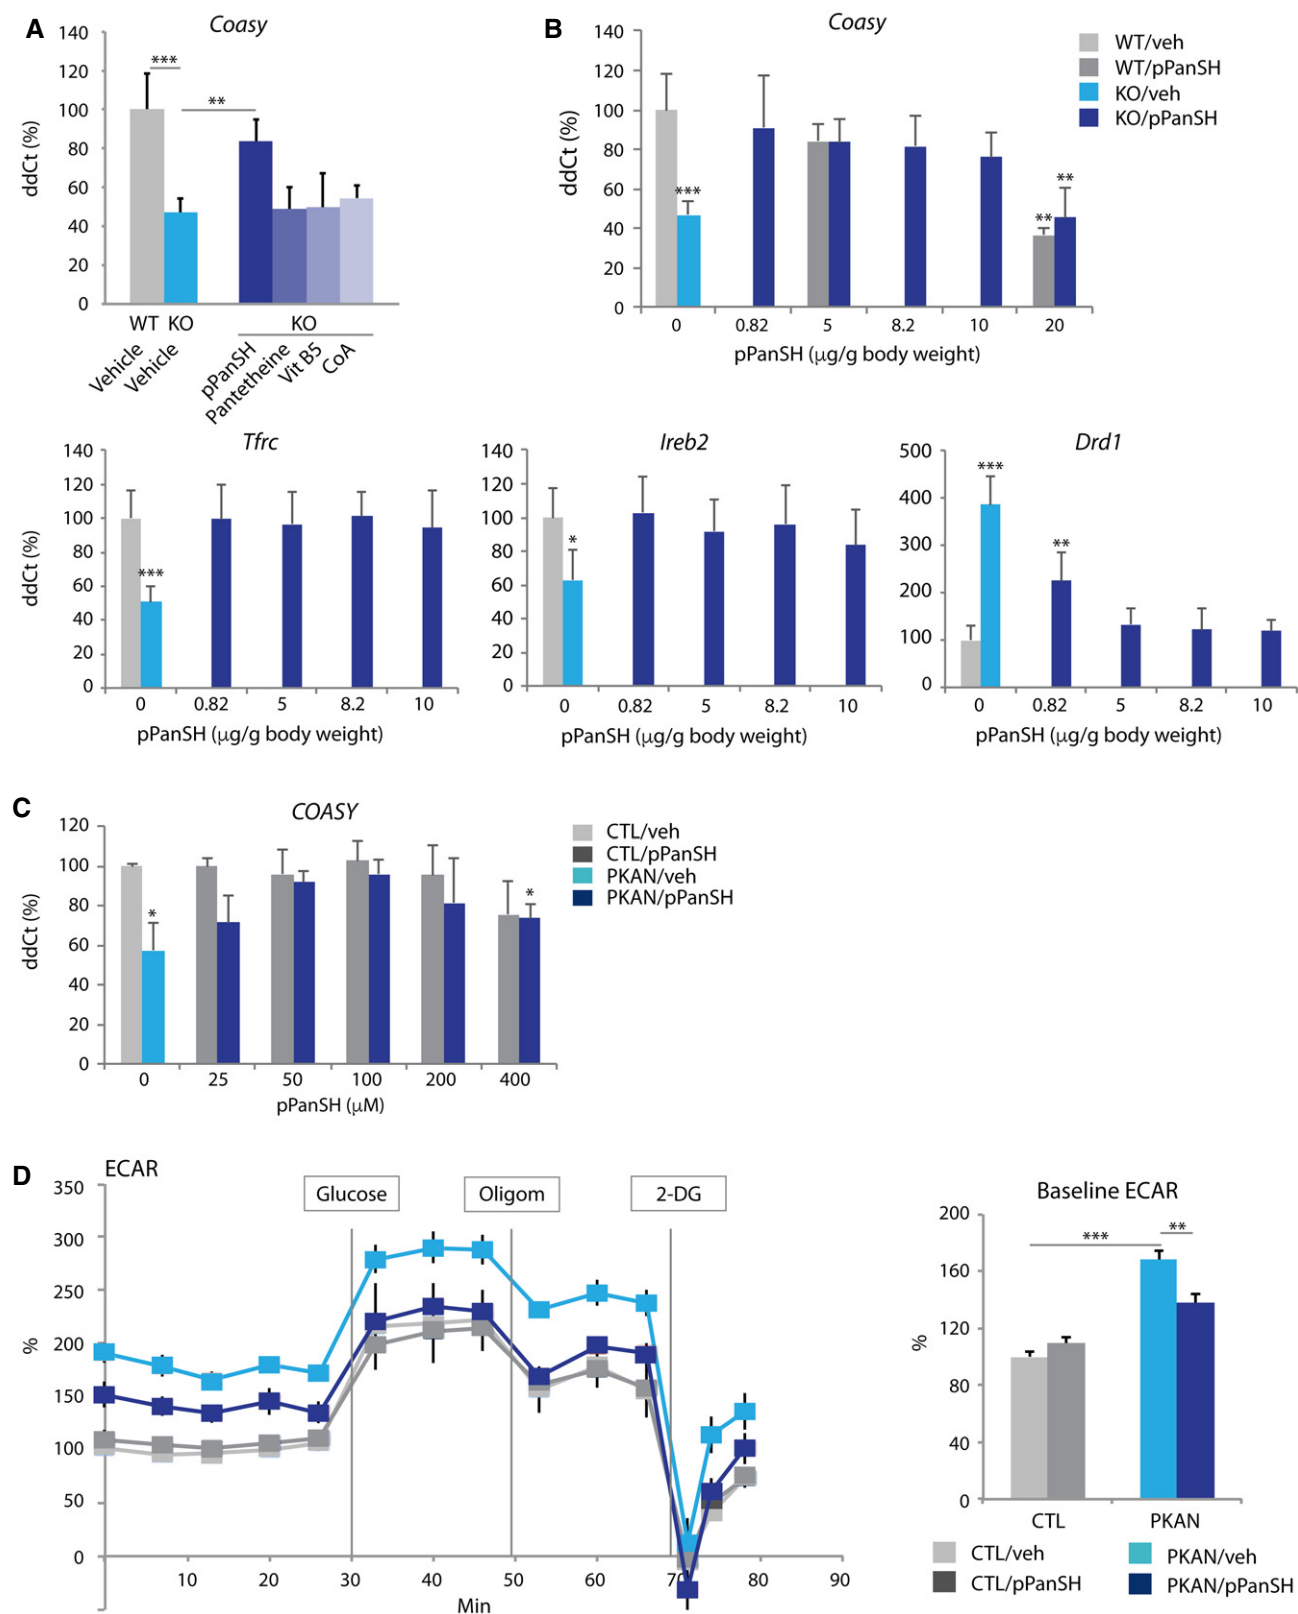 A
Coasy
ddCt (%)
140
120
100
80
60
40
20
0
***
**
WT KO
KO
Vehicle
Vehicle
pPanSH
Pantetheine
Vit B5
CoA
B
Coasy
ddCt (%)
140
120
100
80
60
40
20
0
***
**
**
0 0.82 5 8.2 10 20
pPanSH (μg/g body weight)
WT/veh
WT/pPanSH
KO/veh
KO/pPanSH
Tfrc
ddCt (%)
140
120
100
80
60
40
20
0
***
0 0.82 5 8.2 10
pPanSH (μg/g body weight)
Ireb2
140
120
100
80
60
40
20
0
*
0 0.82 5 8.2 10
pPanSH (μg/g body weight)
Drd1
500
400
300
200
100
0
***
**
0 0.82 5 8.2 10
pPanSH (μg/g body weight)
C
COASY
ddCt (%)
120
100
80
60
40
20
0
*
*
0 25 50 100 200 400
pPanSH (μM)
CTL/veh
CTL/pPanSH
PKAN/veh
PKAN/pPanSH
D
ECAR
%
350
300
250
200
150
100
50
0
Glucose
Oligom
2-DG
10 20 30 40 50 60 70 80 90
Min
Baseline ECAR
%
200
160
120
80
40
0
***
**
CTL PKAN
CTL/veh
CTL/pPanSH
PKAN/veh
PKAN/pPanSH